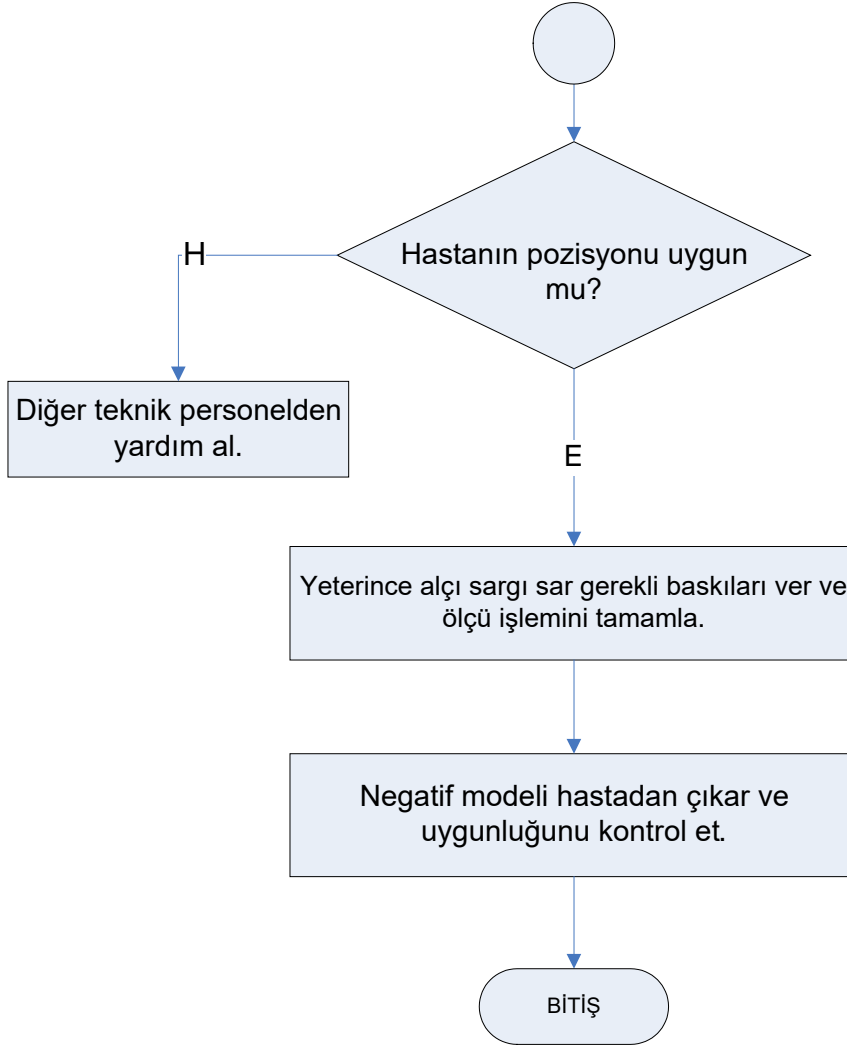 Hastanın pozisyonu uygun
mu?
H
Diğer teknik personelden
yardım al.
E
Yeterince alçı sargı sar gerekli baskıları ver ve
ölçü işlemini tamamla.
Negatif modeli hastadan çıkar ve
uygunluğunu kontrol et.
BİTİŞ